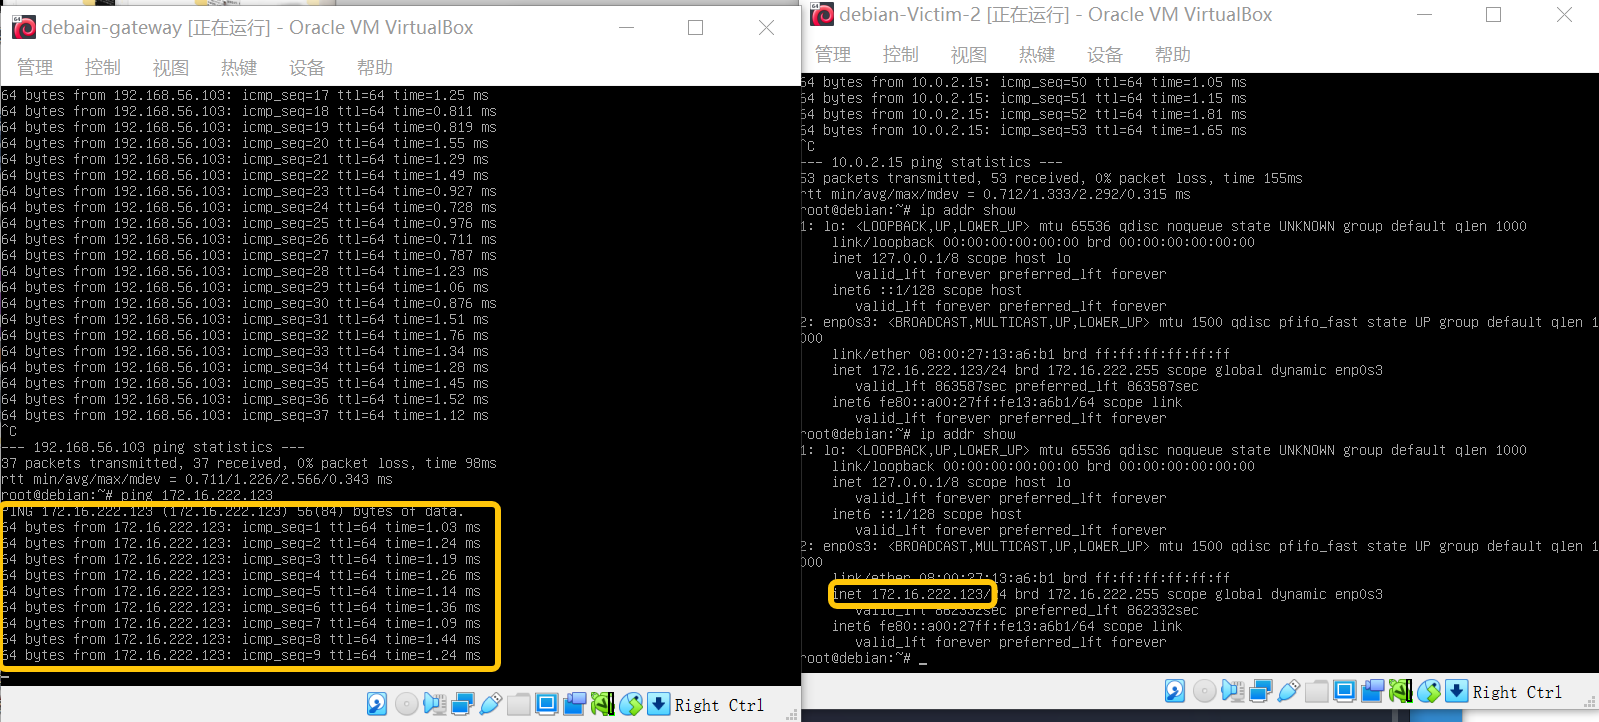 debain-gateway [正在运行] - Oracle VM VirtualBox
管理 控制 视图 热键 设备 帮助
64 bytes from 192.168.56.103: icmp_seq=17 ttl=64 time=1.25 ms
64 bytes from 192.168.56.103: icmp_seq=18 ttl=64 time=0.811 ms
64 bytes from 192.168.56.103: icmp_seq=19 ttl=64 time=0.819 ms
64 bytes from 192.168.56.103: icmp_seq=20 ttl=64 time=1.55 ms
64 bytes from 192.168.56.103: icmp_seq=21 ttl=64 time=1.29 ms
64 bytes from 192.168.56.103: icmp_seq=22 ttl=64 time=1.49 ms
64 bytes from 192.168.56.103: icmp_seq=23 ttl=64 time=0.927 ms
64 bytes from 192.168.56.103: icmp_seq=24 ttl=64 time=0.728 ms
64 bytes from 192.168.56.103: icmp_seq=25 ttl=64 time=0.976 ms
64 bytes from 192.168.56.103: icmp_seq=26 ttl=64 time=0.711 ms
64 bytes from 192.168.56.103: icmp_seq=27 ttl=64 time=0.787 ms
64 bytes from 192.168.56.103: icmp_seq=28 ttl=64 time=1.23 ms
64 bytes from 192.168.56.103: icmp_seq=29 ttl=64 time=1.06 ms
64 bytes from 192.168.56.103: icmp_seq=30 ttl=64 time=0.876 ms
64 bytes from 192.168.56.103: icmp_seq=31 ttl=64 time=1.51 ms
64 bytes from 192.168.56.103: icmp_seq=32 ttl=64 time=1.76 ms
64 bytes from 192.168.56.103: icmp_seq=33 ttl=64 time=1.34 ms
64 bytes from 192.168.56.103: icmp_seq=34 ttl=64 time=1.28 ms
64 bytes from 192.168.56.103: icmp_seq=35 ttl=64 time=1.45 ms
64 bytes from 192.168.56.103: icmp_seq=36 ttl=64 time=1.52 ms
64 bytes from 192.168.56.103: icmp_seq=37 ttl=64 time=1.12 ms
^C
--- 192.168.56.103 ping statistics ---
37 packets transmitted, 37 received, 0% packet loss, time 98ms
rtt min/avg/max/mdev = 0.711/1.226/2.566/0.343 ms
root@debian:~# ping 172.16.222.123
PING 172.16.222.123 (172.16.222.123) 56(84) bytes of data.
64 bytes from 172.16.222.123: icmp_seq=1 ttl=64 time=1.03 ms
64 bytes from 172.16.222.123: icmp_seq=2 ttl=64 time=1.24 ms
64 bytes from 172.16.222.123: icmp_seq=3 ttl=64 time=1.19 ms
64 bytes from 172.16.222.123: icmp_seq=4 ttl=64 time=1.26 ms
64 bytes from 172.16.222.123: icmp_seq=5 ttl=64 time=1.14 ms
64 bytes from 172.16.222.123: icmp_seq=6 ttl=64 time=1.36 ms
64 bytes from 172.16.222.123: icmp_seq=7 ttl=64 time=1.09 ms
64 bytes from 172.16.222.123: icmp_seq=8 ttl=64 time=1.44 ms
64 bytes from 172.16.222.123: icmp_seq=9 ttl=64 time=1.24 ms
Right Ctrl
debian-Victim-2 [正在运行] - Oracle VM VirtualBox
管理 控制 视图 热键 设备 帮助
64 bytes from 10.0.2.15: icmp_seq=50 ttl=64 time=1.05 ms
64 bytes from 10.0.2.15: icmp_seq=51 ttl=64 time=1.15 ms
64 bytes from 10.0.2.15: icmp_seq=52 ttl=64 time=1.81 ms
64 bytes from 10.0.2.15: icmp_seq=53 ttl=64 time=1.65 ms
^C
--- 10.0.2.15 ping statistics ---
53 packets transmitted, 53 received, 0% packet loss, time 155ms
rtt min/avg/max/mdev = 0.712/1.333/2.292/0.315 ms
root@debian:~# ip addr show
1: lo: <LOOPBACK,UP,LOWER_UP> mtu 65536 qdisc noqueue state UNKNOWN group default qlen 1000
link/loopback 00:00:00:00:00:00 brd 00:00:00:00:00:00
inet 127.0.0.1/8 scope host lo
valid_lft forever preferred_lft forever
inet6 ::1/128 scope host
valid_lft forever preferred_lft forever
2: enp0s3: <BROADCAST,MULTICAST,UP,LOWER_UP> mtu 1500 qdisc pfifo_fast state UP group default qlen 1
000
link/ether 08:00:27:13:a6:b1 brd ff:ff:ff:ff:ff:ff
inet 172.16.222.123/24 brd 172.16.222.255 scope global dynamic enp0s3
valid_lft 863587sec preferred_lft 863587sec
inet6 fe80::a00:27ff:fe13:a6b1/64 scope link
valid_lft forever preferred_lft forever
root@debian:~# ip addr show
1: lo: <LOOPBACK,UP,LOWER_UP> mtu 65536 qdisc noqueue state UNKNOWN group default qlen 1000
link/loopback 00:00:00:00:00:00 brd 00:00:00:00:00:00
inet 127.0.0.1/8 scope host lo
valid_lft forever preferred_lft forever
inet6 ::1/128 scope host
valid_lft forever preferred_lft forever
2: enp0s3: <BROADCAST,MULTICAST,UP,LOWER_UP> mtu 1500 qdisc pfifo_fast state UP group default qlen 1
000
link/ether 08:00:27:13:a6:b1 brd ff:ff:ff:ff:ff:ff
inet 172.16.222.123/24 brd 172.16.222.255 scope global dynamic enp0s3
valid_lft 862332sec preferred_lft 862332sec
inet6 fe80::a00:27ff:fe13:a6b1/64 scope link
valid_lft forever preferred_lft forever
root@debian:~# _
Right Ctrl